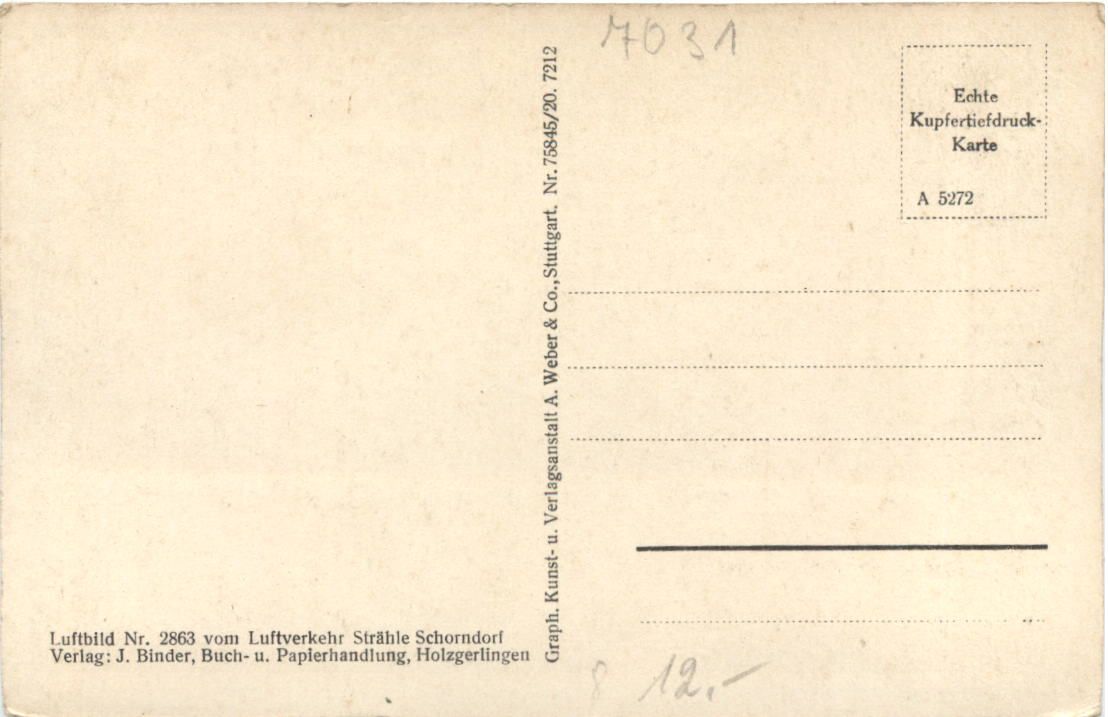 7031
Echte
Kupfertiefdruck-
Karte
A 5272
Graph. Kunst- u. Verlagsanstalt A. Weber & Co., Stuttgart. Nr. 75845/20. 7212
Luftbild Nr. 2863 vom Luftverkehr Strähle Schorndorf
Verlag: J. Binder, Buch- u. Papierhandlung, Holzgerlingen
12,-